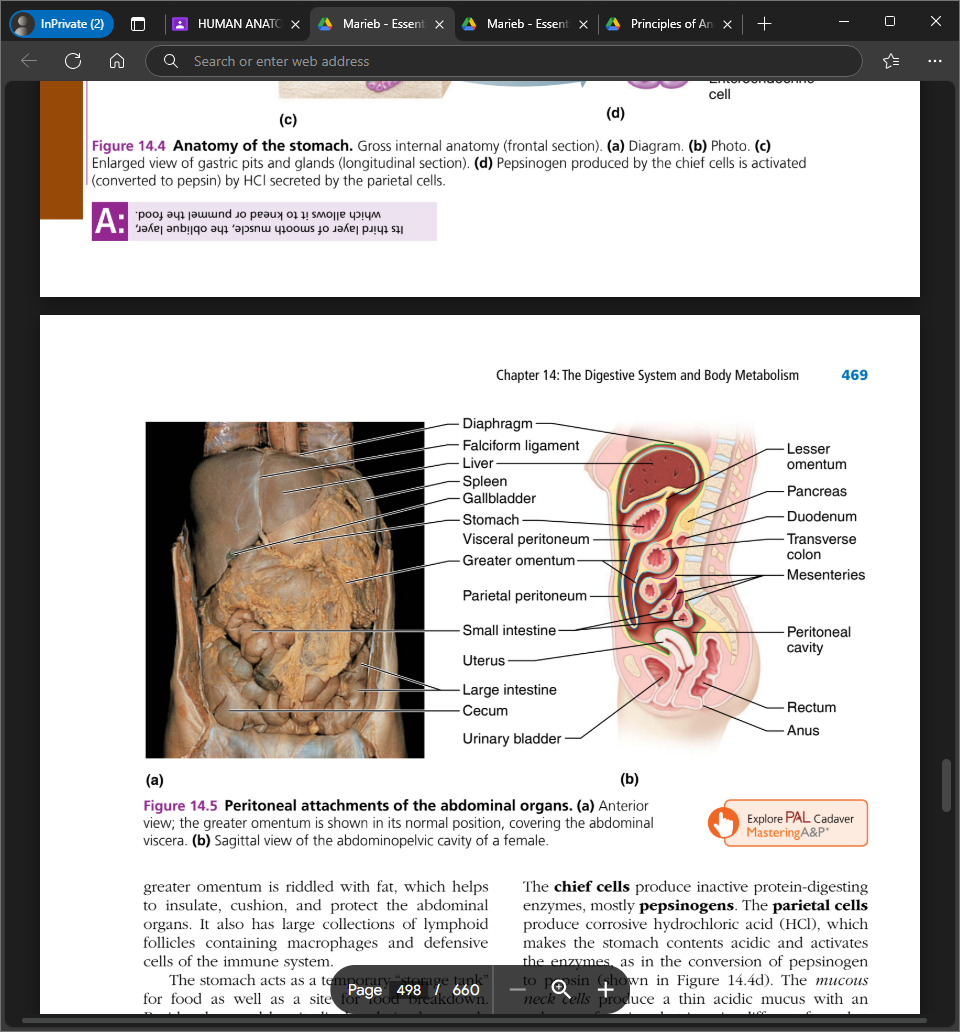 InPrivate (2)
HUMAN ANATO
Marieb - Essent
Marieb - Essent
Principles of An
Search or enter web address
cell
(c)
(d)
Figure 14.4 Anatomy of the stomach. Gross internal anatomy (frontal section). (a) Diagram. (b) Photo. (c)
Enlarged view of gastric pits and glands (longitudinal section). (d) Pepsinogen produced by the chief cells is activated
(converted to pepsin) by HCl secreted by the parietal cells.
A:
Its third layer of smooth muscle, the oblique layer,
which allows it to knead or pummel the food.
Chapter 14: The Digestive System and Body Metabolism 469
Diaphragm
Falciform ligament
Liver
Spleen
Gallbladder
Stomach
Visceral peritoneum
Greater omentum
Parietal peritoneum
Small intestine
Uterus
Large intestine
Cecum
Urinary bladder
Lesser
omentum
Pancreas
Duodenum
Transverse
colon
Mesenteries
Peritoneal
cavity
Rectum
Anus
(a)
(b)
Figure 14.5 Peritoneal attachments of the abdominal organs. (a) Anterior
view; the greater omentum is shown in its normal position, covering the abdominal
viscera. (b) Sagittal view of the abdominopelvic cavity of a female.
Explore PAL Cadaver
MasteringA&P®
greater omentum is riddled with fat, which helps
to insulate, cushion, and protect the abdominal
organs. It also has large collections of lymphoid
follicles containing macrophages and defensive
cells of the immune system.
The stomach acts as a temporary "storage tank"
for food as well as a site for food breakdown.
The chief cells produce inactive protein-digesting
enzymes, mostly pepsinogens. The parietal cells
produce corrosive hydrochloric acid (HCl), which
makes the stomach contents acidic and activates
the enzymes, as in the conversion of pepsinogen
to pepsin (shown in Figure 14.4d). The mucous
neck cells produce a thin acidic mucus with an
Page 498 / 660